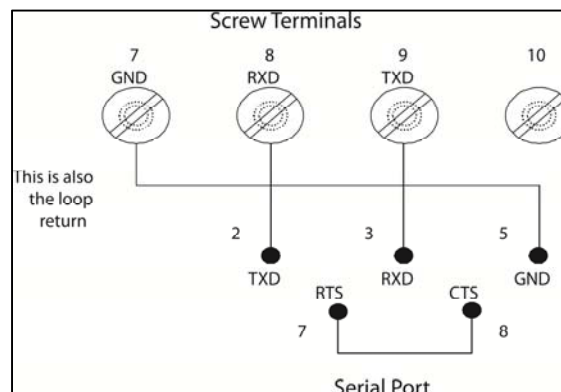 Screw Terminals
7 8 9 10
GND RXD TXD
This is also
the loop
return
2 3 5
TXD RXD GND
RTS CTS
7 8
Serial Port